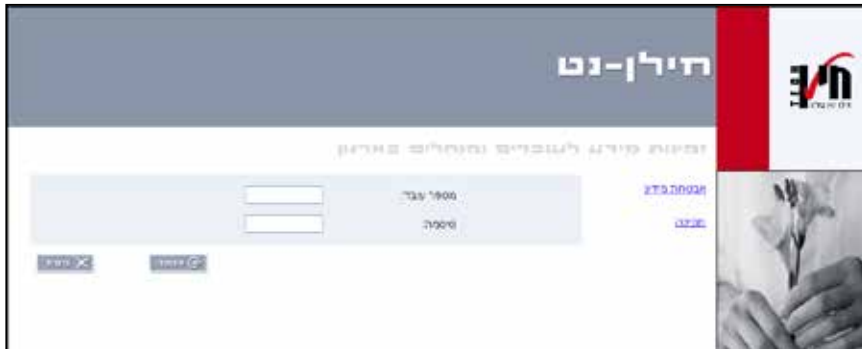 חילן-נט
זמינות מידע לעובדים ומנהלים בארגון
אבטחת מידע
תמיכה
מספר עובד:
סיסמה: